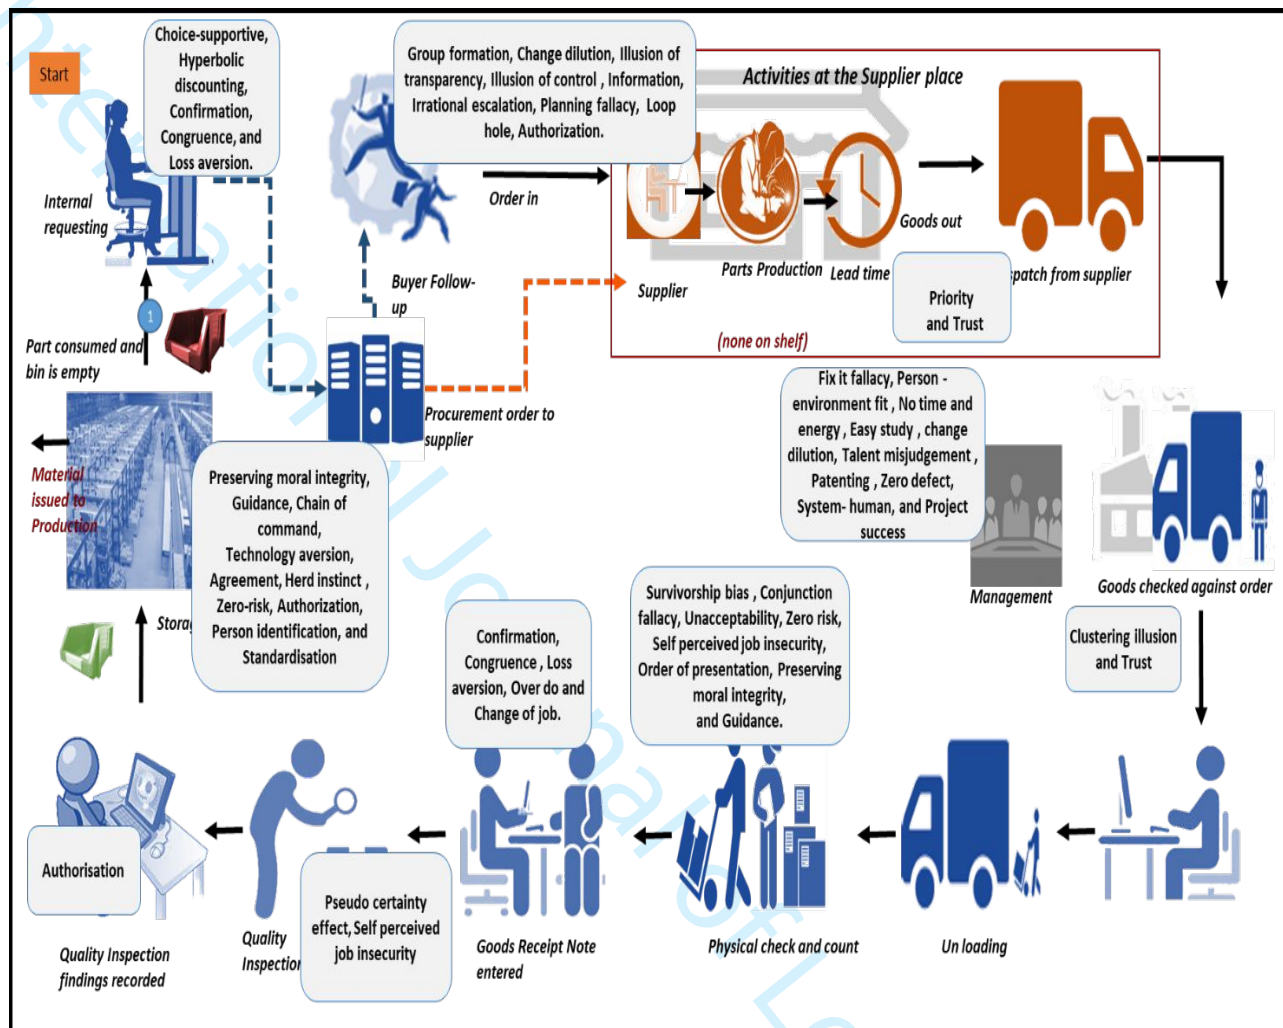 Start
Choice-supportive,
Hyperbolic
discounting,
Confirmation,
Congruence, and
Loss aversion.
Internal
requesting
1
Part consumed and
bin is empty
Material
issued to
Production
Group formation, Change dilution, Illusion of
transparency, Illusion of control , Information,
Irrational escalation, Planning fallacy, Loop
hole, Authorization.
Order in
Buyer Follow-
up
Procurement order to
supplier
Activities at the Supplier place
Supplier
Parts Production
Lead time
Goods out
Priority
and Trust
spatch from supplier
(none on shelf)
Fix it fallacy, Person -
environment fit , No time and
energy , Easy study , change
dilution, Talent misjudgement ,
Patenting , Zero defect,
System- human, and Project
success
Management
Goods checked against order
Clustering illusion
and Trust
Preserving moral integrity,
Guidance, Chain of
command,
Technology aversion,
Agreement, Herd instinct ,
Zero-risk, Authorization,
Person identification, and
Standardisation
Storag
Survivorship bias , Conjunction
fallacy, Unacceptability, Zero risk,
Self perceived job insecurity,
Order of presentation, Preserving
moral integrity,
and Guidance.
Confirmation,
Congruence , Loss
aversion, Over do and
Change of job.
Un loading
Physical check and count
Goods Receipt Note
entered
Pseudo certainty
effect, Self perceived
job insecurity
Quality
Inspection
Authorisation
Quality Inspection
findings recorded
International Journal of Le